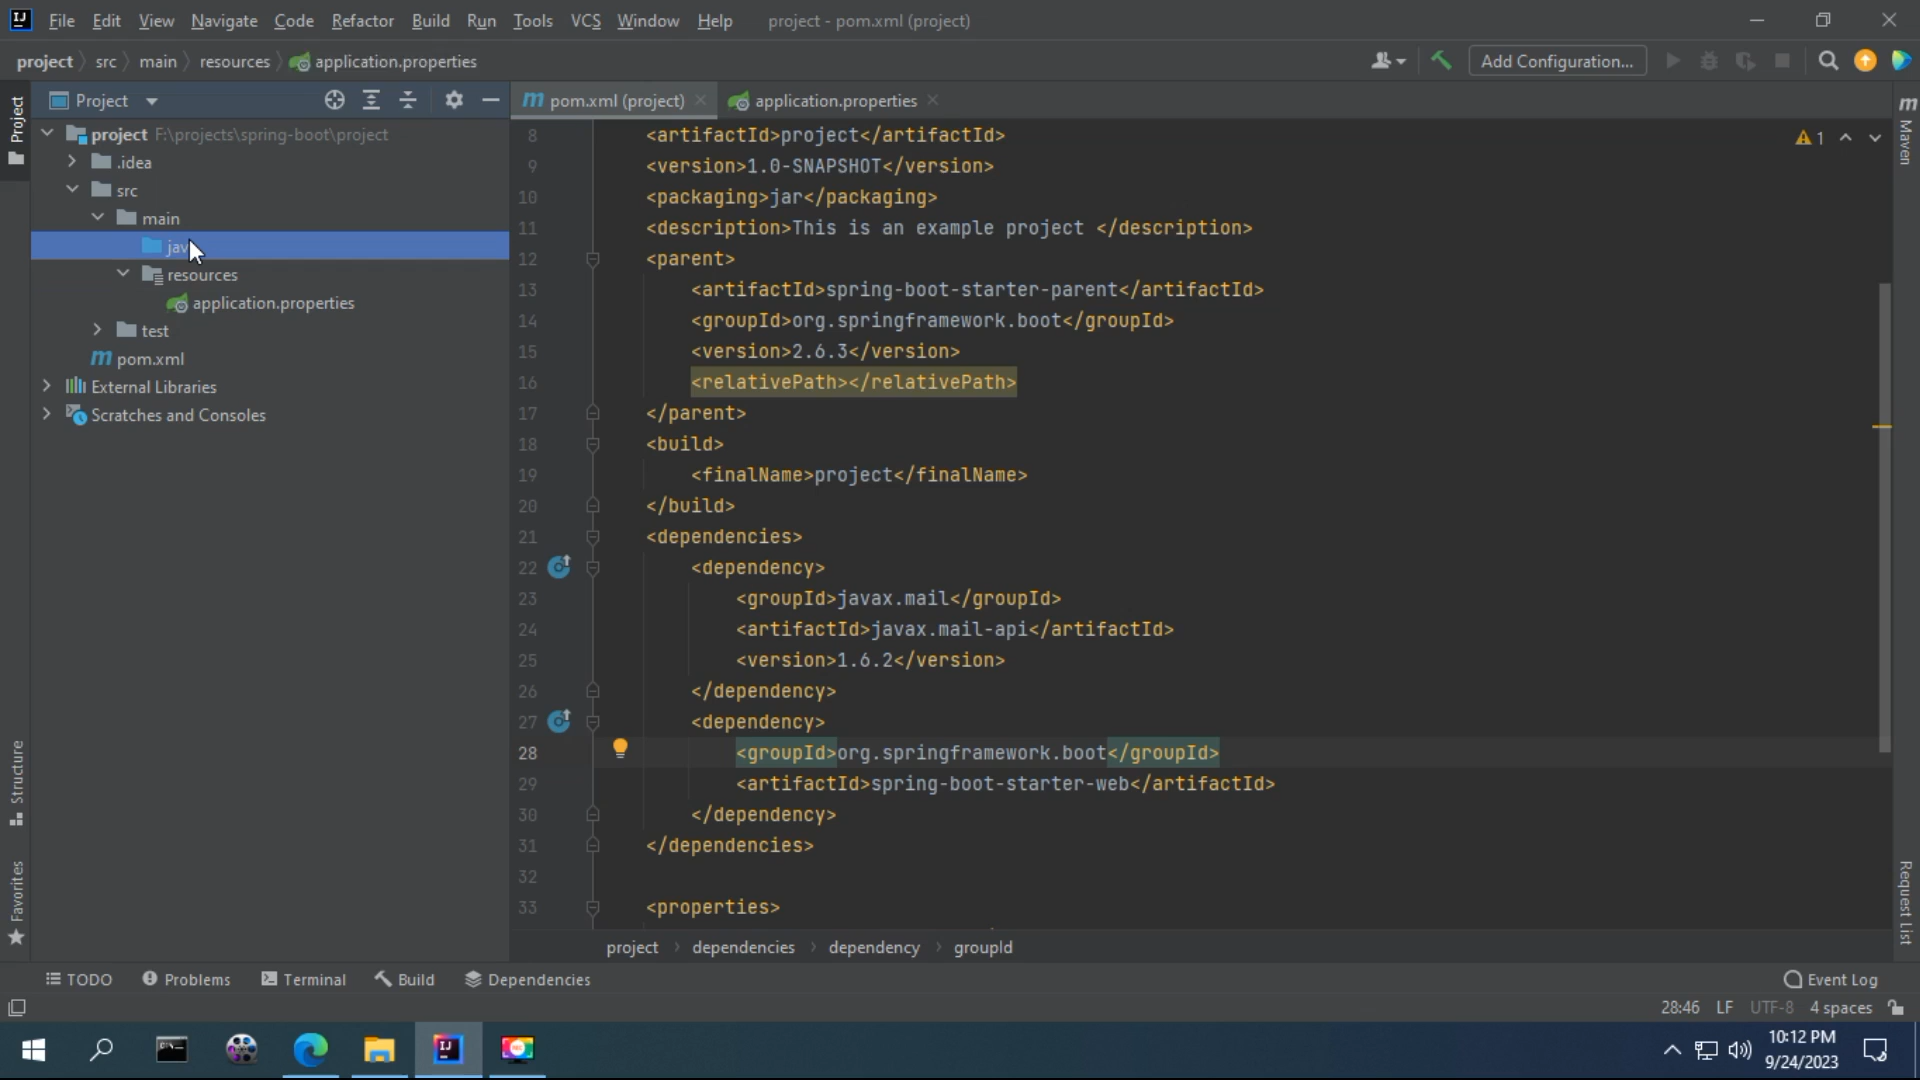 File Edit View Navigate Code Refactor Build Run Tools VCS Window Help project - pom.xml (project)
project src main resources application.properties Add Configuration...
Project
pom.xml (project) application.properties
Project
Maven
project F:\projects\spring-boot\project
.idea
src
main
resources
application.properties
test
pom.xml
External Libraries
Scratches and Consoles
1
8 <artifactId>project</artifactId>
9 <version>1.0-SNAPSHOT</version>
10 <packaging>jar</packaging>
11 <description>This is an example project </description>
12 <parent>
13 <artifactId>spring-boot-starter-parent</artifactId>
14 <groupId>org.springframework.boot</groupId>
15 <version>2.6.3</version>
16 <relativePath></relativePath>
17 </parent>
18 <build>
19 <finalName>project</finalName>
20 </build>
21 <dependencies>
22 <dependency>
23 <groupId>javax.mail</groupId>
24 <artifactId>javax.mail-api</artifactId>
25 <version>1.6.2</version>
26 </dependency>
27 <dependency>
28 <groupId>org.springframework.boot</groupId>
29 <artifactId>spring-boot-starter-web</artifactId>
30 </dependency>
31 </dependencies>
32
33 <properties>
Structure
Favorites
Request List
project dependencies dependency groupId
TODO Problems Terminal Build Dependencies Event Log
28:46 LF UTF-8 4 spaces
10:12 PM
9/24/2023